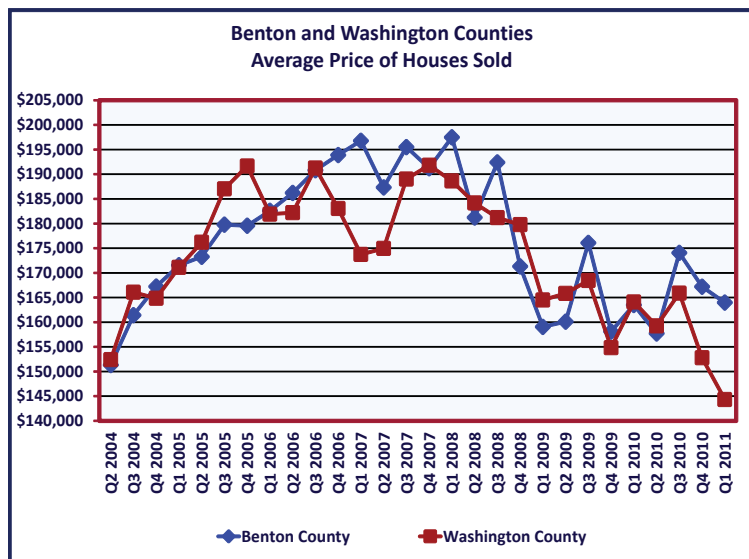 Benton and Washington Counties
Average Price of Houses Sold
$205,000
$200,000
$195,000
$190,000
$185,000
$180,000
$175,000
$170,000
$165,000
$160,000
$155,000
$150,000
$145,000
$140,000
Q2 2004
Q3 2004
Q4 2004
Q1 2005
Q2 2005
Q3 2005
Q4 2005
Q1 2006
Q2 2006
Q3 2006
Q4 2006
Q1 2007
Q2 2007
Q3 2007
Q4 2007
Q1 2008
Q2 2008
Q3 2008
Q4 2008
Q1 2009
Q2 2009
Q3 2009
Q4 2009
Q1 2010
Q2 2010
Q3 2010
Q4 2010
Q1 2011
Benton County
Washington County